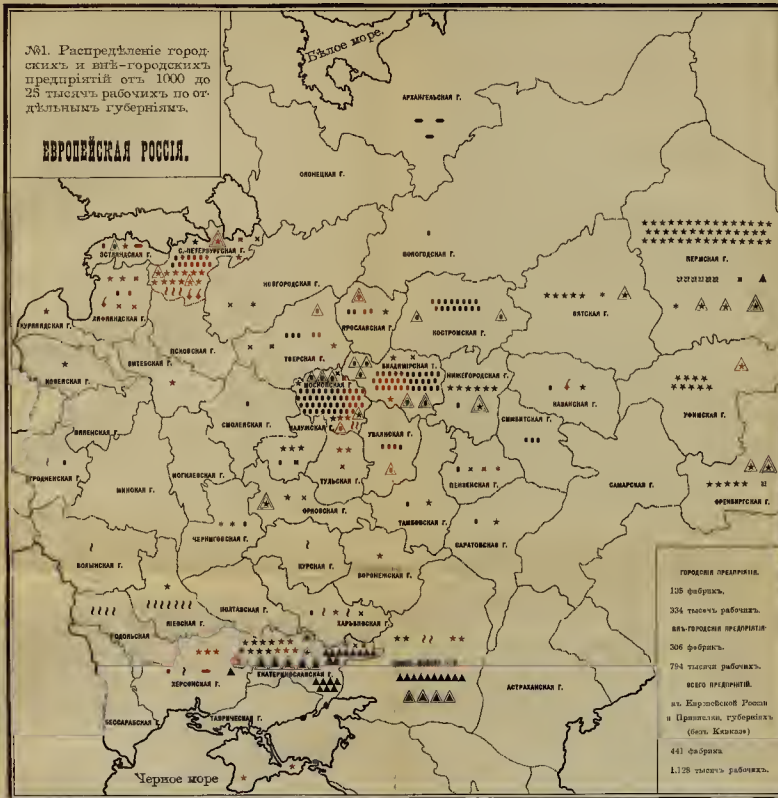 №1. Распредѣленіе город-
скихъ и внѣ-городскихъ
предпріятій отъ 1000 до
25 тысячъ рабочихъ по от-
дѣльнымъ губерніямъ.
ЕВРОПЕЙСКАЯ РОССІЯ.
Бѣлое море.
АРХАНГЕЛЬСКАЯ Г.
ОЛОНЕЦКАЯ Г.
ЭСТЛЯНДСКАЯ Г.
С.-ПЕТЕРБУРГСКАЯ Г.
ВОЛОГОДСКАЯ Г.
ПЕРМСКАЯ Г.
НОВГОРОДСКАЯ Г.
ЛИФЛЯНДСКАЯ Г.
ВЯТСКАЯ Г.
КУРЛЯНДСКАЯ Г.
ЯРОСЛАВСКАЯ Г.
КОСТРОМСКАЯ Г.
ПСКОВСКАЯ Г.
ТВЕРСКАЯ Г.
ВИТЕБСКАЯ Г.
ВЛАДИМІРСКАЯ Г.
НИЖЕГОРОДСКАЯ Г.
КОВЕНСКАЯ Г.
МОСКОВСКАЯ Г.
КАЗАНСКАЯ Г.
УФИМСКАЯ Г.
СМОЛЕНСКАЯ Г.
КАЛУЖСКАЯ Г.
СИМБИРСКАЯ Г.
ВИЛЕНСКАЯ Г.
ГРОДНЕНСКАЯ Г.
МОГИЛЕВСКАЯ Г.
ТУЛЬСКАЯ Г.
ПЕНЗЕНСКАЯ Г.
САМАРСКАЯ Г.
МИНСКАЯ Г.
ОРЕНБУРГСКАЯ Г.
ОРЛОВСКАЯ Г.
ТАМБОВСКАЯ Г.
ЧЕРНИГОВСКАЯ Г.
САРАТОВСКАЯ Г.
ВОЛЫНСКАЯ Г.
КУРСКАЯ Г.
ВОРОНЕЖСКАЯ Г.
ПОЛТАВСКАЯ Г.
КІЕВСКАЯ Г.
ХАРЬКОВСКАЯ Г.
ПОДОЛЬСКАЯ
ХЕРСОНСКАЯ Г.
ЕКАТЕРИНОСЛАВСКАЯ Г.
АСТРАХАНСКАЯ Г.
БЕССАРАБСКАЯ Г.
ТАВРИЧЕСКАЯ Г.
Черное море
ГОРОДСКІЯ ПРЕДПРІЯТІЯ.
135 фабрикъ.
334 тысячъ рабочихъ.
ВНѢ-ГОРОДСКІЯ ПРЕДПРІЯТІЯ.
306 фабрикъ.
794 тысячи рабочихъ.
ВСЕГО ПРЕДПРІЯТІЙ.
въ Европейской Россіи
и Привислин. губерніяхъ
(безъ Кавказа)
441 фабрика
1.128 тысячъ рабочихъ.